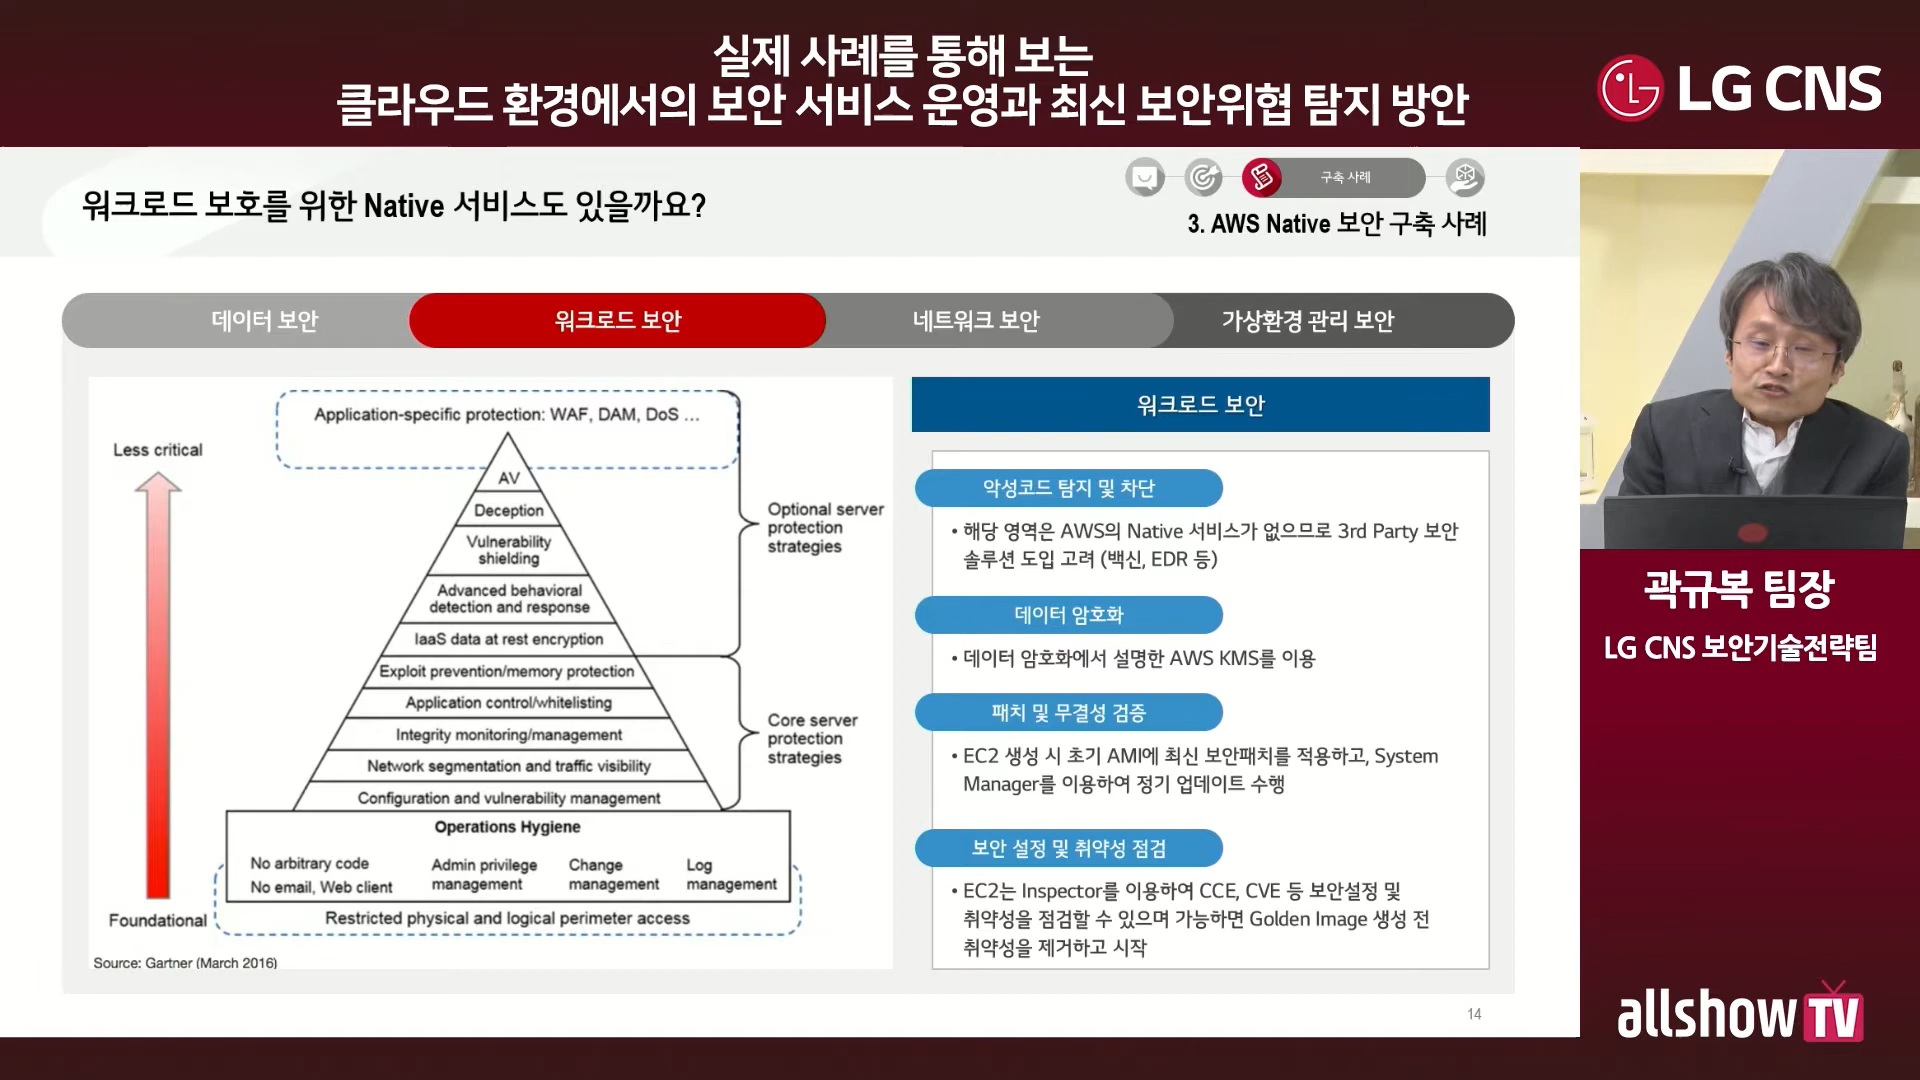 실제 사례를 통해 보는
클라우드 환경에서의 보안 서비스 운영과 최신 보안위협 탐지 방안
LG CNS
워크로드 보호를 위한 Native 서비스도 있을까요?
구축 사례
3. AWS Native 보안 구축 사례
데이터 보안
워크로드 보안
네트워크 보안
가상환경 관리 보안
Application-specific protection: WAF, DAM, DoS ...
Less critical
AV
Deception
Vulnerability
shielding
Advanced behavioral
detection and response
IaaS data at rest encryption
Optional server
protection
strategies
Exploit prevention/memory protection
Application control/whitelisting
Integrity monitoring/management
Network segmentation and traffic visibility
Configuration and vulnerability management
Core server
protection
strategies
Operations Hygiene
No arbitrary code
No email, Web client
Admin privilege
management
Change
management
Log
management
Foundational
Restricted physical and logical perimeter access
Source: Gartner (March 2016)
워크로드 보안
악성코드 탐지 및 차단
• 해당 영역은 AWS의 Native 서비스가 없으므로 3rd Party 보안
솔루션 도입 고려 (백신, EDR 등)
데이터 암호화
• 데이터 암호화에서 설명한 AWS KMS를 이용
패치 및 무결성 검증
• EC2 생성 시 초기 AMI에 최신 보안패치를 적용하고, System
Manager를 이용하여 정기 업데이트 수행
보안 설정 및 취약성 점검
• EC2는 Inspector를 이용하여 CCE, CVE 등 보안설정 및
취약성을 점검할 수 있으며 가능하면 Golden Image 생성 전
취약성을 제거하고 시작
14
곽규복 팀장
LG CNS 보안기술전략팀
allshow TV